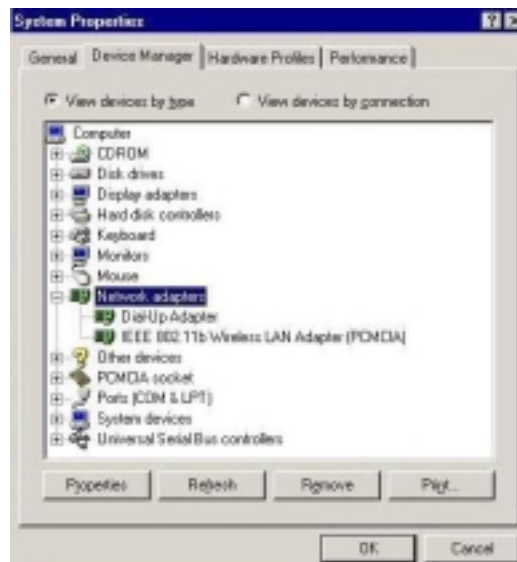 System Properties
General Device Manager Hardware Profiles Performance
View devices by type View devices by connection
Computer
CDROM
Disk drives
Display adapters
Hard disk controllers
Keyboard
Monitors
Mouse
Network adapters
Dial-Up Adapter
IEEE 802.11b Wireless LAN Adapter (PCMCIA)
Other devices
PCMCIA socket
Ports (COM & LPT)
System devices
Universal Serial Bus controllers
Properties Refresh Remove Print...
OK Cancel